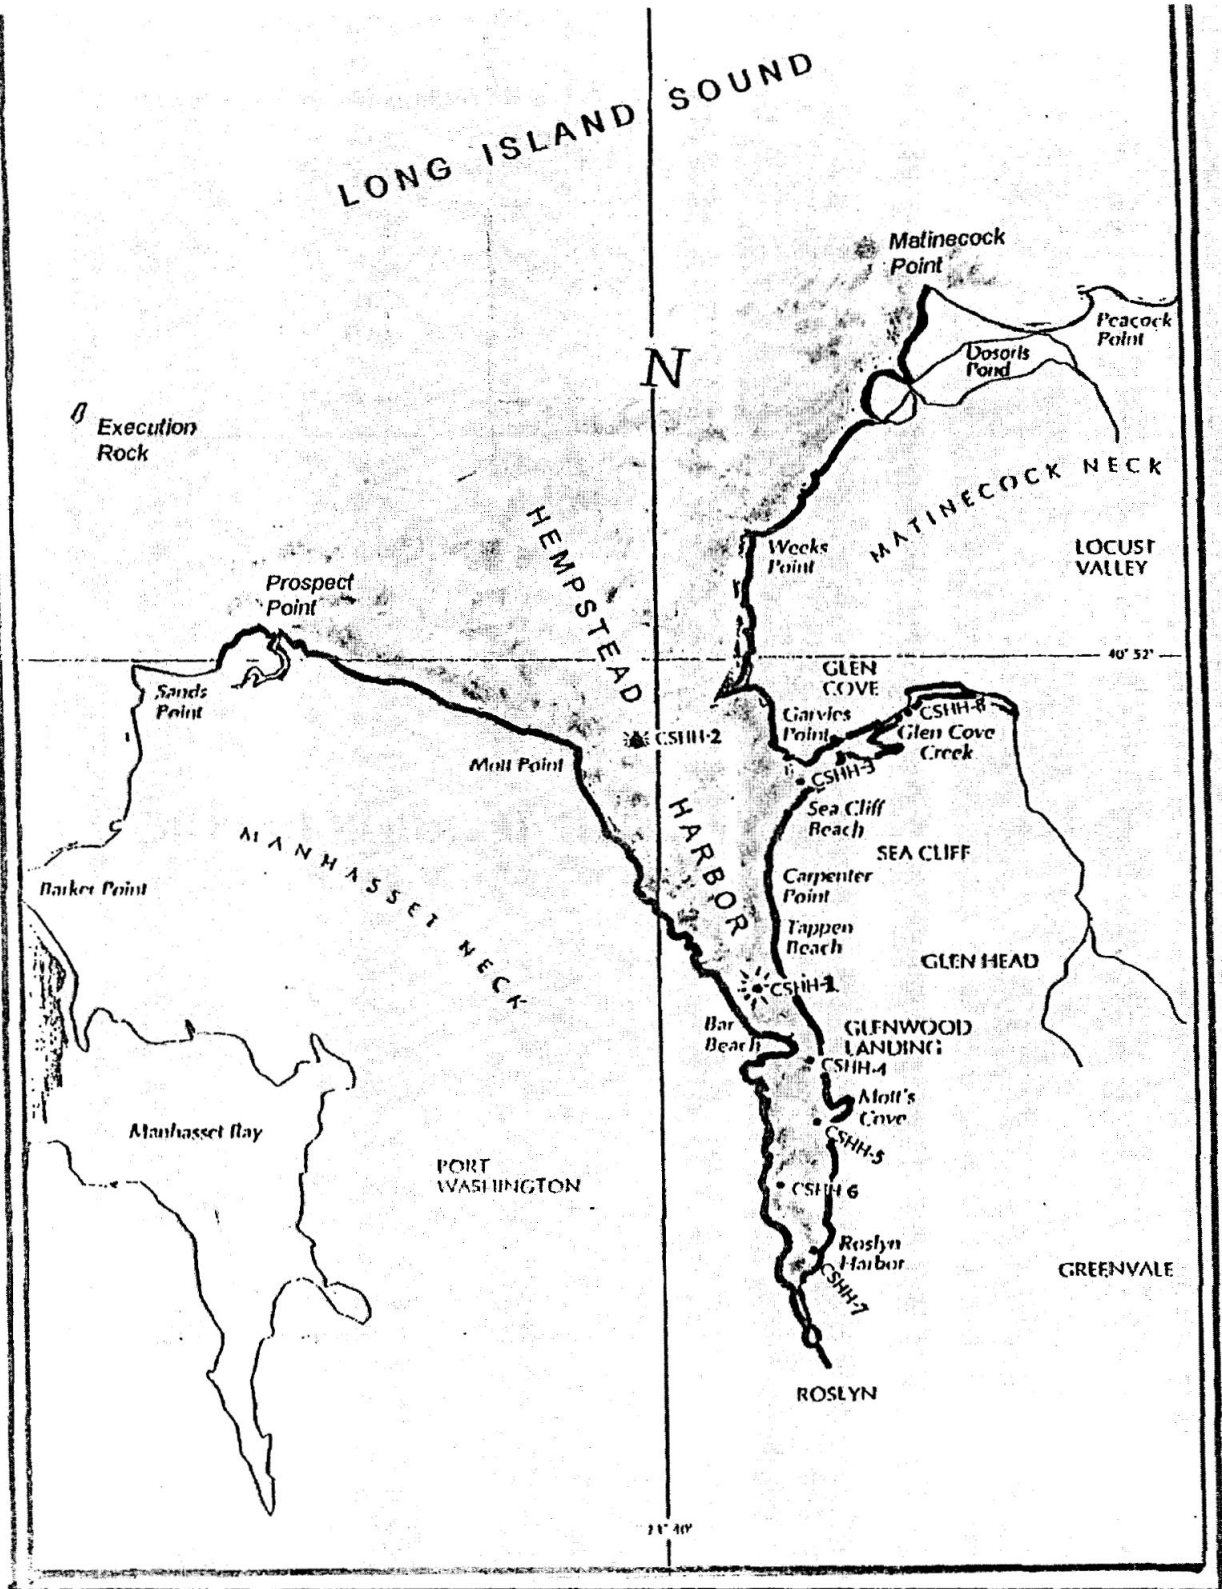 LONG ISLAND SOUND
Matinecock
Point
Peacock
Point
Dosoris
Pond
N
Execution
Rock
MATINECOCK NECK
HEMPSTEAD
Weeks
Point
LOCUST
VALLEY
Prospect
Point
40° 52'
GLEN
COVE
Sands
Point
Garvies
Point
CSHH-8
Glen Cove
Creek
CSHH-2
Mott Point
CSHH-3
Sea Cliff
Beach
HARBOR
MANHASSET NECK
SEA CLIFF
Barker Point
Carpenter
Point
Tappen
Beach
GLEN HEAD
CSHH-1
Bar
Beach
GLENWOOD
LANDING
CSHH-4
Mott's
Cove
Manhasset Bay
CSHH-5
PORT
WASHINGTON
CSHH-6
Roslyn
Harbor
CSHH-7
GREENVALE
ROSLYN